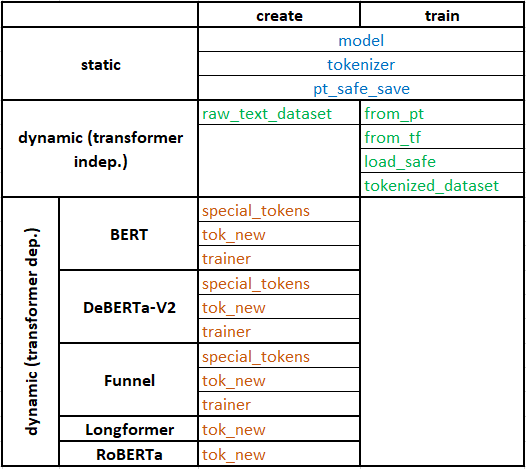 create train
static
model
tokenizer
pt_safe_save
dynamic (transformer
indep.)
raw_text_dataset
from_pt
from_tf
load_safe
tokenized_dataset
dynamic (transformer dep.)
BERT
special_tokens
tok_new
trainer
DeBERTa-V2
special_tokens
tok_new
trainer
Funnel
special_tokens
tok_new
trainer
Longformer tok_new
RoBERTa tok_new